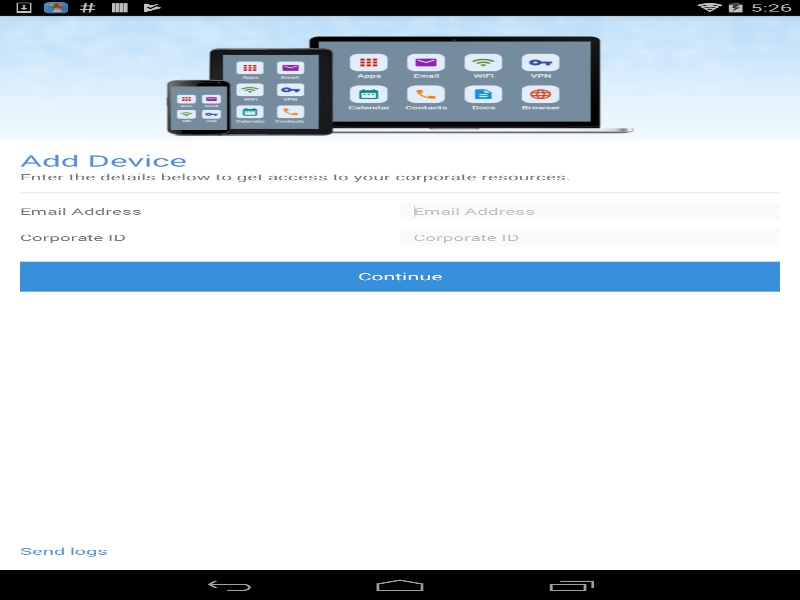 5:26
Apps Email WiFi VPN
Calendar Contacts Docs Browser
Apps Email
WiFi VPN
Calendar Contacts
Add Device
Enter the details below to get access to your corporate resources.
Email Address Email Address
Corporate ID Corporate ID
Continue
Send logs